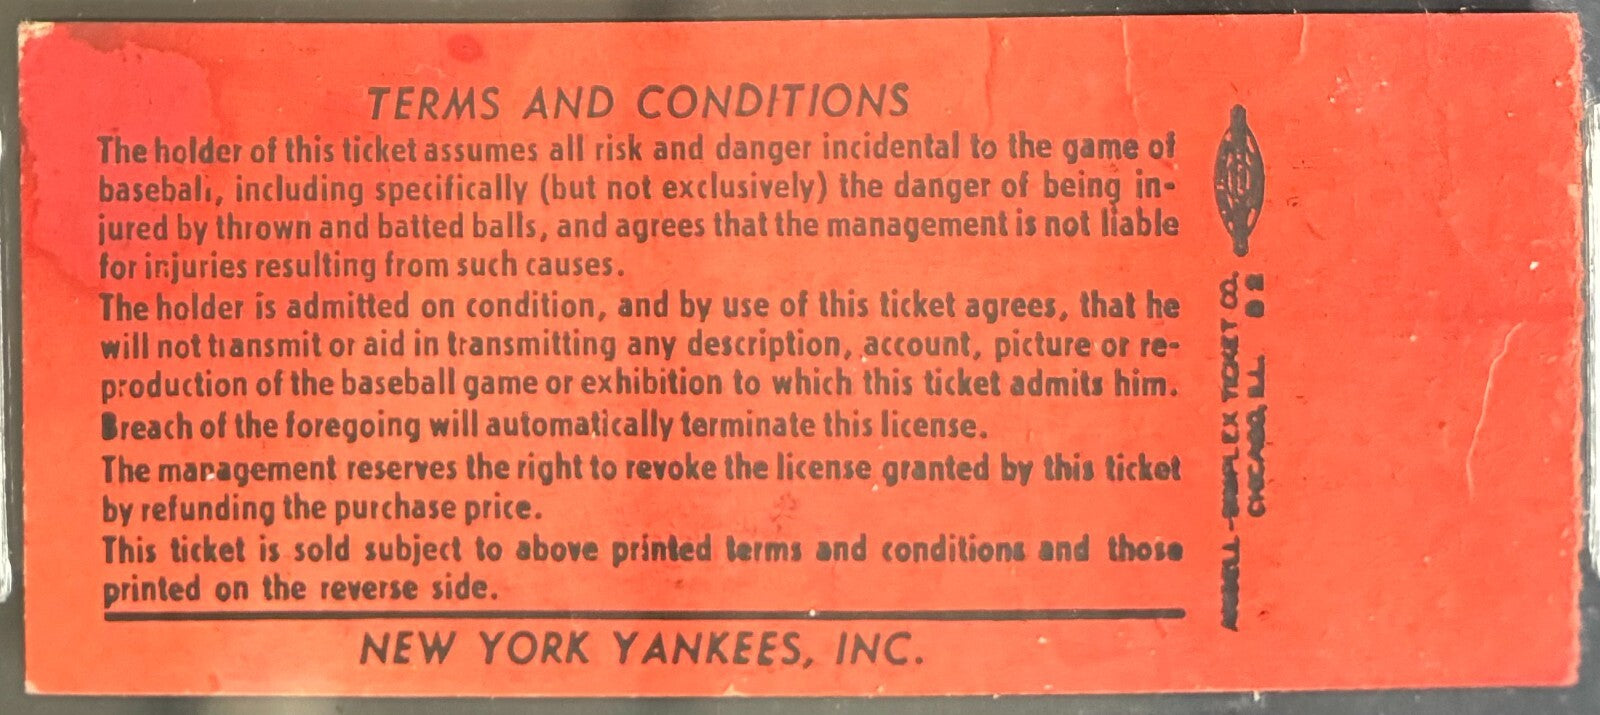 TERMS AND CONDITIONS
The holder of this ticket assumes all risk and danger incidental to the game of
baseball, including specifically (but not exclusively) the danger of being in-
jured by thrown and batted balls, and agrees that the management is not liable
for injuries resulting from such causes.
The holder is admitted on condition, and by use of this ticket agrees, that he
will not transmit or aid in transmitting any description, account, picture or re-
production of the baseball game or exhibition to which this ticket admits him.
Breach of the foregoing will automatically terminate this license.
The management reserves the right to revoke the license granted by this ticket
by refunding the purchase price.
This ticket is sold subject to above printed terms and conditions and those
printed on the reverse side.
NEW YORK YANKEES, INC.
SIMPLEX TICKET CO.
CHICAGO, ILL.